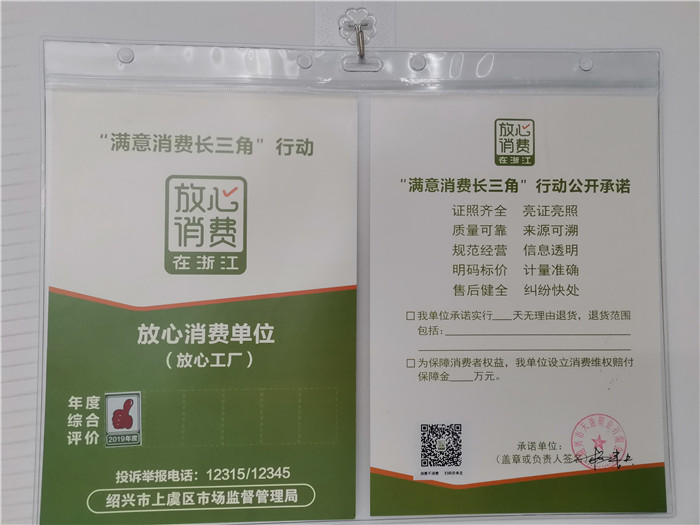 “满意消费长三角”行动
放心
消费
在浙江
放心消费单位
（放心工厂）
年度
综合
评价
2019年度
投诉举报电话：12315/12345
绍兴市上虞区市场监督管理局
放心
消费
在浙江
“满意消费长三角”行动公开承诺
证照齐全 亮证亮照
质量可靠 来源可溯
规范经营 信息透明
明码标价 计量准确
售后健全 纠纷快处
□我单位承诺实行___天无理由退货，退货范围
包括：
□为保障消费者权益，我单位设立消费维权赔付
保障金___万元。
承诺单位：
（盖章或负责人签名）